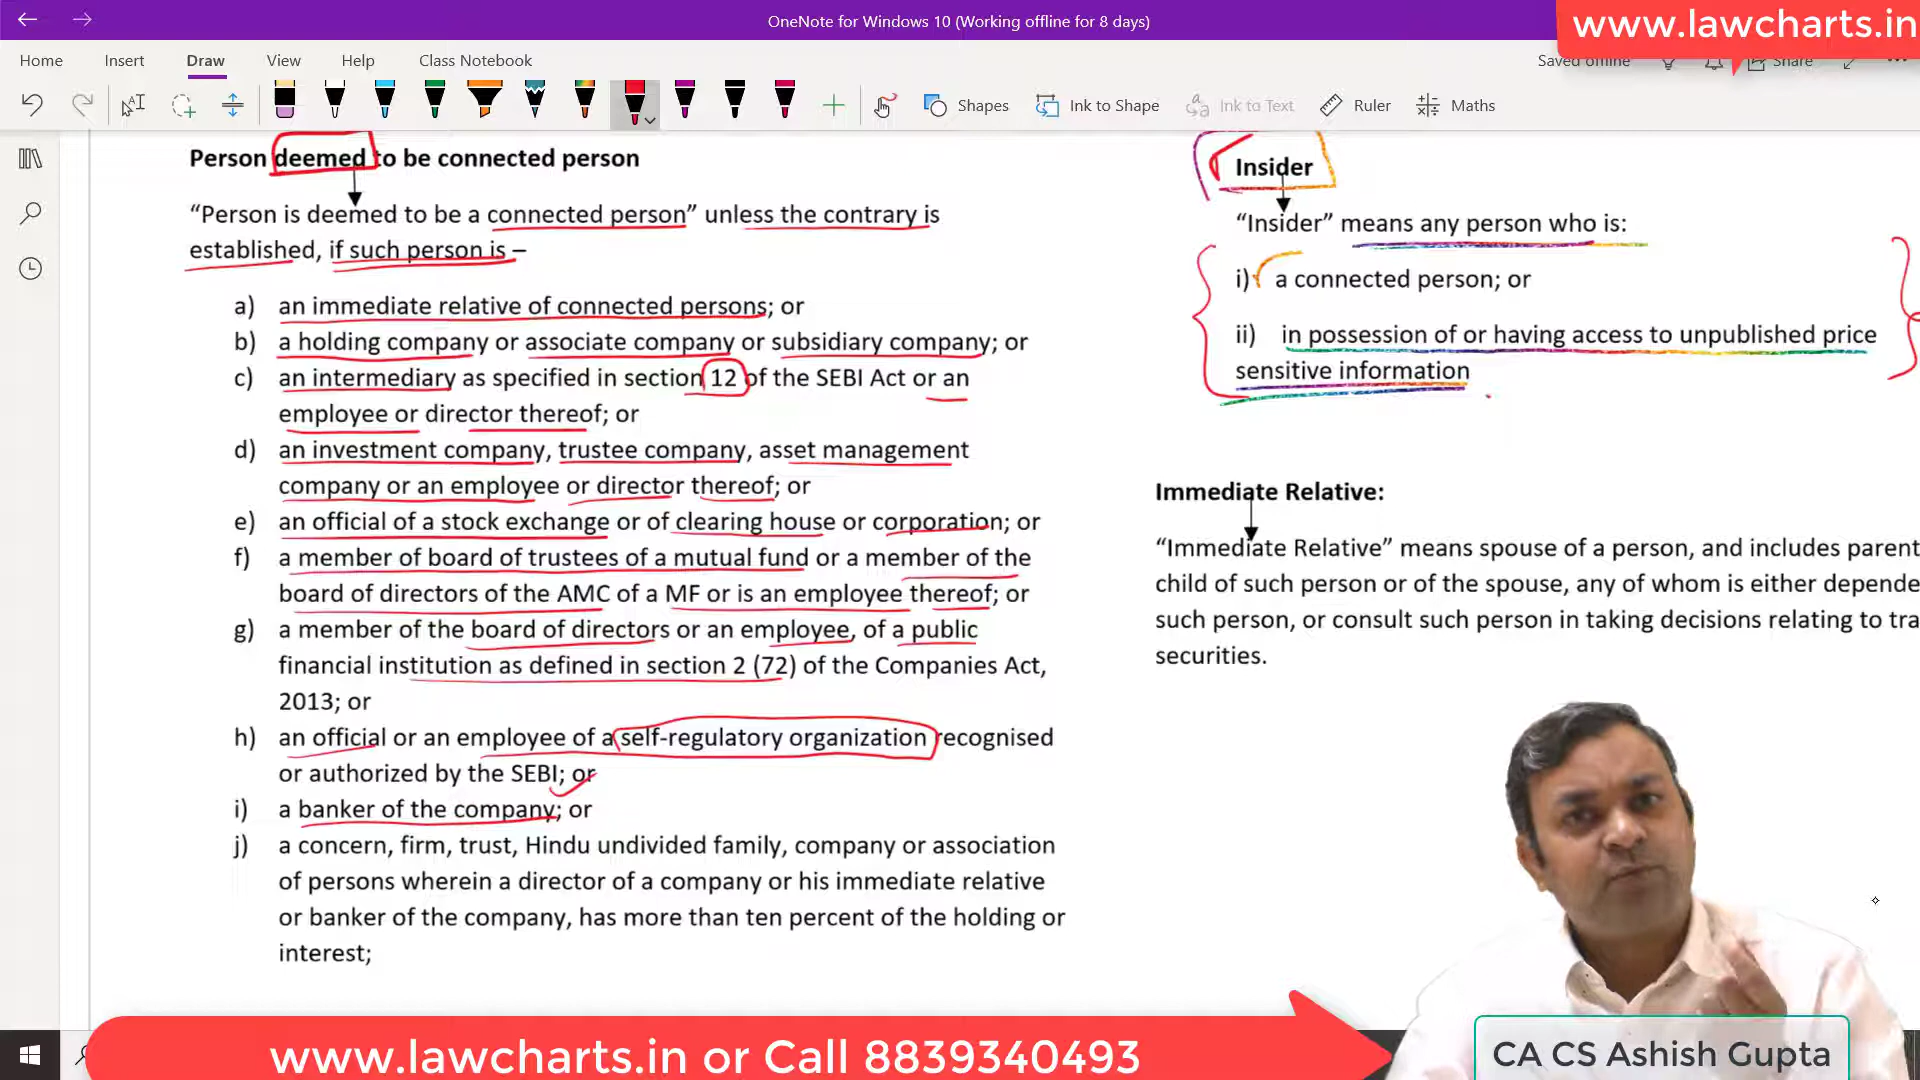 OneNote for Windows 10 (Working offline for 8 days)
www.lawcharts.in
Home Insert Draw View Help Class Notebook
Saved offline Share
Shapes Ink to Shape Ink to Text Ruler Maths
Person deemed to be connected person
“Person is deemed to be a connected person” unless the contrary is
established, if such person is –
a) an immediate relative of connected persons; or
b) a holding company or associate company or subsidiary company; or
c) an intermediary as specified in section 12 of the SEBI Act or an
employee or director thereof; or
d) an investment company, trustee company, asset management
company or an employee or director thereof; or
e) an official of a stock exchange or of clearing house or corporation; or
f) a member of board of trustees of a mutual fund or a member of the
board of directors of the AMC of a MF or is an employee thereof; or
g) a member of the board of directors or an employee, of a public
financial institution as defined in section 2 (72) of the Companies Act,
2013; or
h) an official or an employee of a self-regulatory organization recognised
or authorized by the SEBI; or
i) a banker of the company; or
j) a concern, firm, trust, Hindu undivided family, company or association
of persons wherein a director of a company or his immediate relative
or banker of the company, has more than ten percent of the holding or
interest;
Insider
“Insider” means any person who is:
i) a connected person; or
ii) in possession of or having access to unpublished price
sensitive information
Immediate Relative:
“Immediate Relative” means spouse of a person, and includes parent
child of such person or of the spouse, any of whom is either depende
such person, or consult such person in taking decisions relating to tra
securities.
www.lawcharts.in or Call 8839340493
CA CS Ashish Gupta